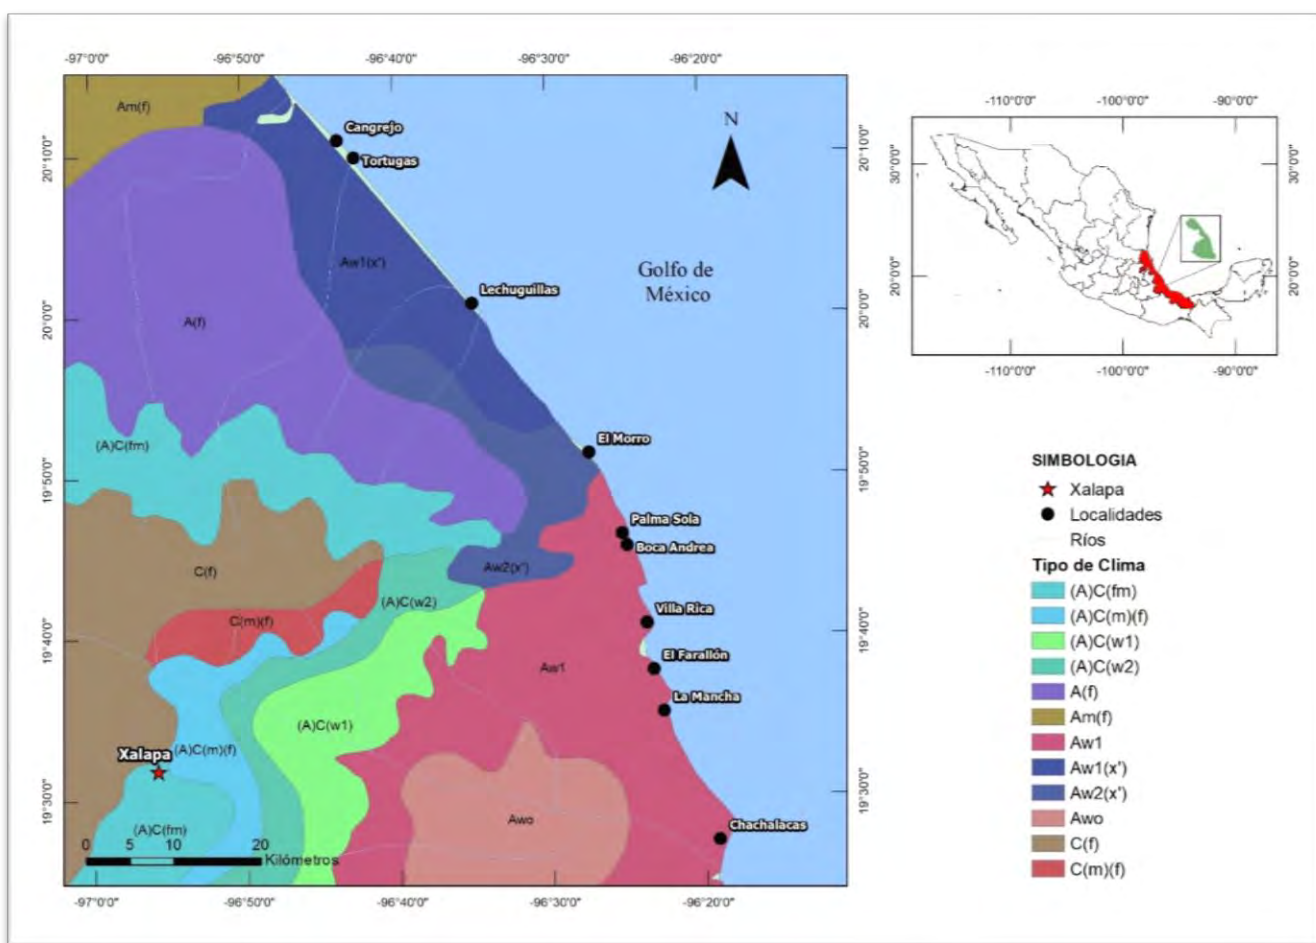 -97°0'0"
-96°50'0"
-96°40'0"
-96°30'0"
-96°20'0"
20°10'0"
20°0'0"
19°50'0"
19°40'0"
19°30'0"
Am(f)
Cangrejo
Tortugas
Aw1(x')
Lechuguillas
A(f)
N
Golfo de
México
(A)C(fm)
El Morro
Palma Sola
Boca Andrea
C(f)
Aw2(x')
(A)C(w2)
Villa Rica
C(m)(f)
El Farallón
Aw1
La Mancha
(A)C(w1)
(A)C(m)(f)
Xalapa
Awo
Chachalacas
(A)C(fm)
0 5 10 20
Kilómetros
20°10'0"
20°0'0"
19°50'0"
19°40'0"
19°30'0"
-97°0'0"
-96°50'0"
-96°40'0"
-96°30'0"
-96°20'0"
-110°0'0"
-100°0'0"
-90°0'0"
30°0'0"
20°0'0"
30°0'0"
20°0'0"
-110°0'0"
-100°0'0"
-90°0'0"
SIMBOLOGIA
Xalapa
Localidades
Ríos
Tipo de Clima
(A)C(fm)
(A)C(m)(f)
(A)C(w1)
(A)C(w2)
A(f)
Am(f)
Aw1
Aw1(x')
Aw2(x')
Awo
C(f)
C(m)(f)